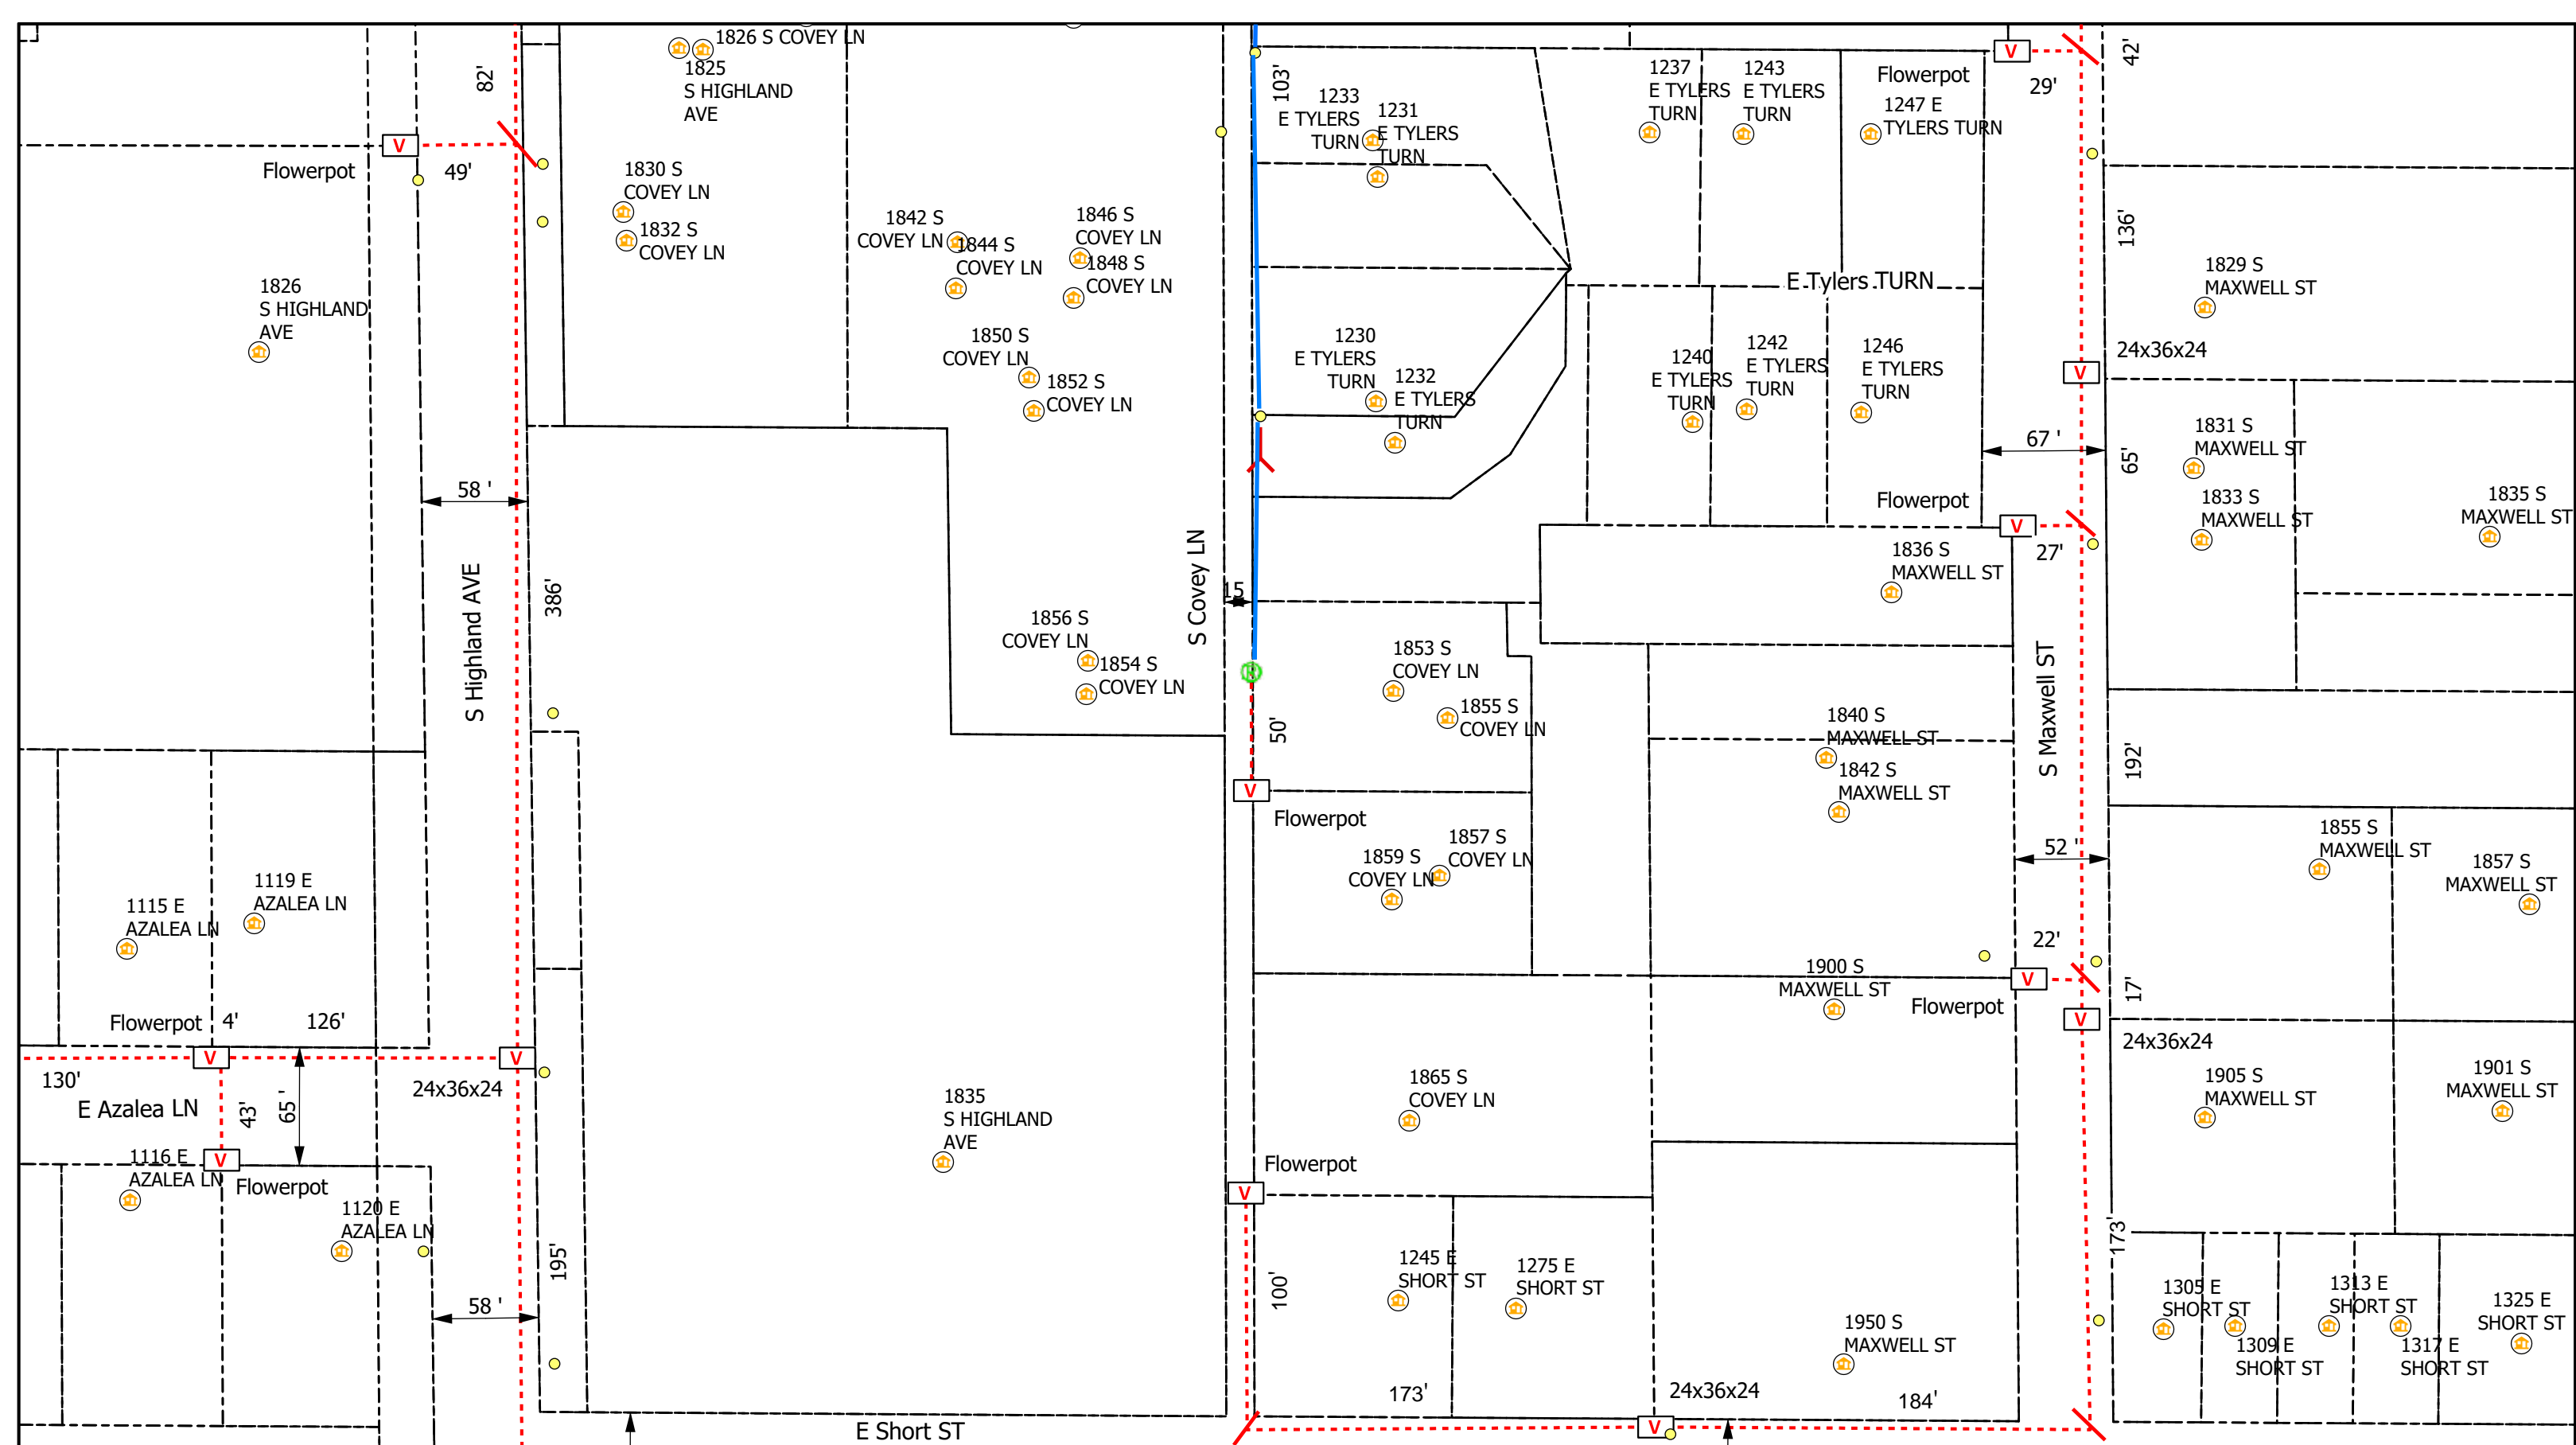 1826 S COVEY LN
1825
S HIGHLAND
AVE
82'
V
Flowerpot
49'
1830 S
COVEY LN
1832 S
COVEY LN
1842 S
COVEY LN
1844 S
COVEY LN
1846 S
COVEY LN
1848 S
COVEY LN
1850 S
COVEY LN
1852 S
COVEY LN
1826
S HIGHLAND
AVE
58 '
S Highland AVE
386'
1856 S
COVEY LN
1854 S
COVEY LN
S Covey LN
15
103'
1233
E TYLERS
TURN
1231
E TYLERS
TURN
1237
E TYLERS
TURN
1243
E TYLERS
TURN
Flowerpot
1247 E
TYLERS TURN
V
29'
42'
136'
E Tylers TURN
1230
E TYLERS
TURN
1232
E TYLERS
TURN
1240
E TYLERS
TURN
1242
E TYLERS
TURN
1246
E TYLERS
TURN
1829 S
MAXWELL ST
24x36x24
V
67 '
65'
1831 S
MAXWELL ST
1833 S
MAXWELL ST
1835 S
MAXWELL ST
Flowerpot
V
27'
1836 S
MAXWELL ST
S Maxwell ST
192'
1853 S
COVEY LN
1855 S
COVEY LN
50'
V
Flowerpot
1840 S
MAXWELL ST
1842 S
MAXWELL ST
1857 S
COVEY LN
1859 S
COVEY LN
52 '
1855 S
MAXWELL ST
1857 S
MAXWELL ST
22'
V
17'
1900 S
MAXWELL ST
Flowerpot
V
24x36x24
1119 E
AZALEA LN
1115 E
AZALEA LN
Flowerpot
4'
126'
V
V
130'
24x36x24
E Azalea LN
43'
65 '
1835
S HIGHLAND
AVE
1865 S
COVEY LN
1905 S
MAXWELL ST
1901 S
MAXWELL ST
1116 E
AZALEA LN
V
Flowerpot
1120 E
AZALEA LN
195'
58 '
Flowerpot
V
100'
1245 E
SHORT ST
1275 E
SHORT ST
173'
1305 E
SHORT ST
1309 E
SHORT ST
1313 E
SHORT ST
1317 E
SHORT ST
1325 E
SHORT ST
1950 S
MAXWELL ST
173'
24x36x24
184'
V
E Short ST